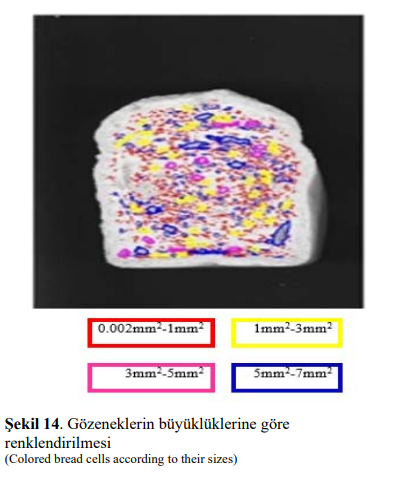 0.002mm²-1mm²
1mm²-3mm²
3mm²-5mm²
5mm²-7mm²
Şekil 14. Gözeneklerin büyüklüklerine göre
renklendirilmesi
(Colored bread cells according to their sizes)